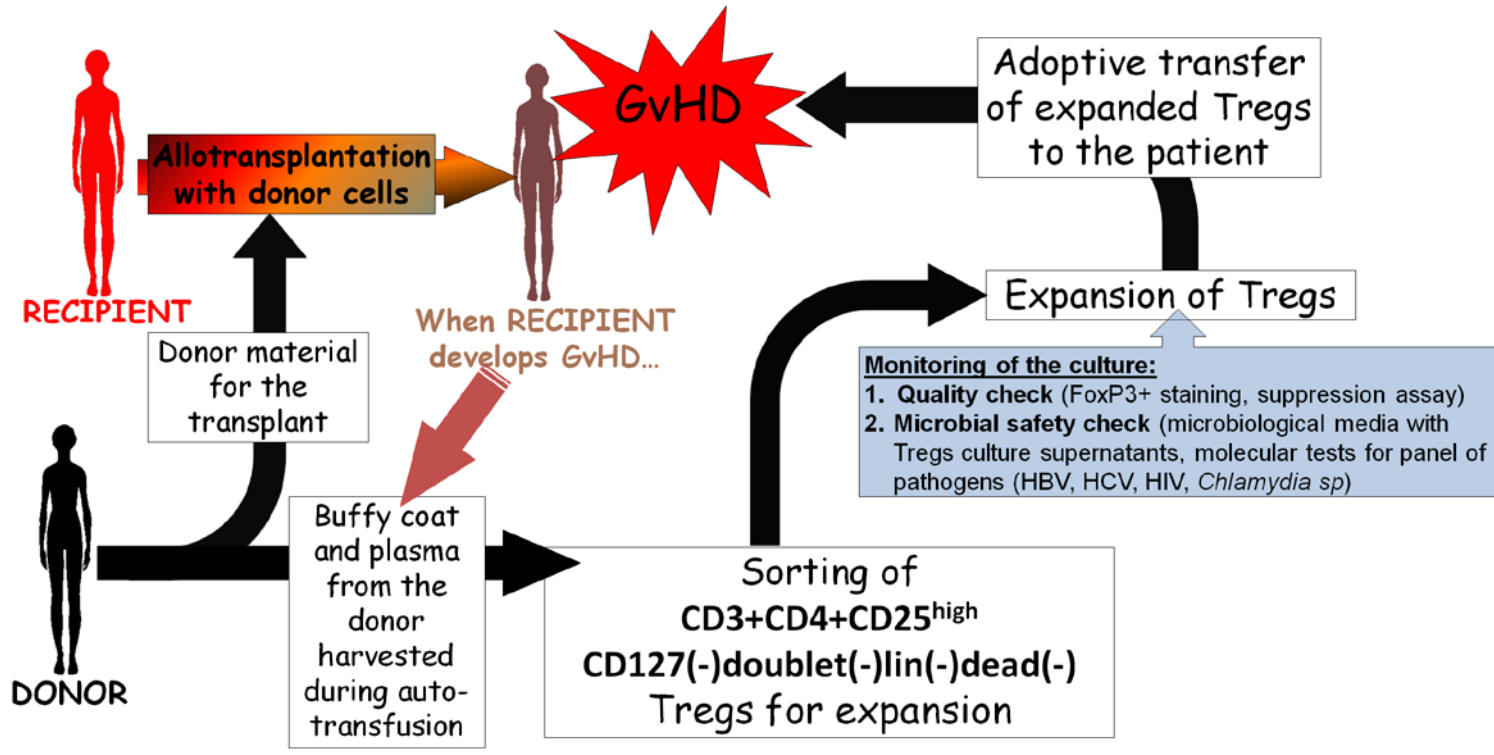 GvHD
Adoptive transfer
of expanded Tregs
to the patient
Allotransplantation
with donor cells
RECIPIENT
When RECIPIENT
develops GvHD...
Expansion of Tregs
Donor material
for the
transplant
Monitoring of the culture:
1. Quality check (FoxP3+ staining, suppression assay)
2. Microbial safety check (microbiological media with
Tregs culture supernatants, molecular tests for panel of
pathogens (HBV, HCV, HIV, Chlamydia sp)
DONOR
Buffy coat
and plasma
from the
donor
harvested
during auto-
transfusion
Sorting of
CD3+CD4+CD25high
CD127(-)doublet(-)lin(-)dead(-)
Tregs for expansion